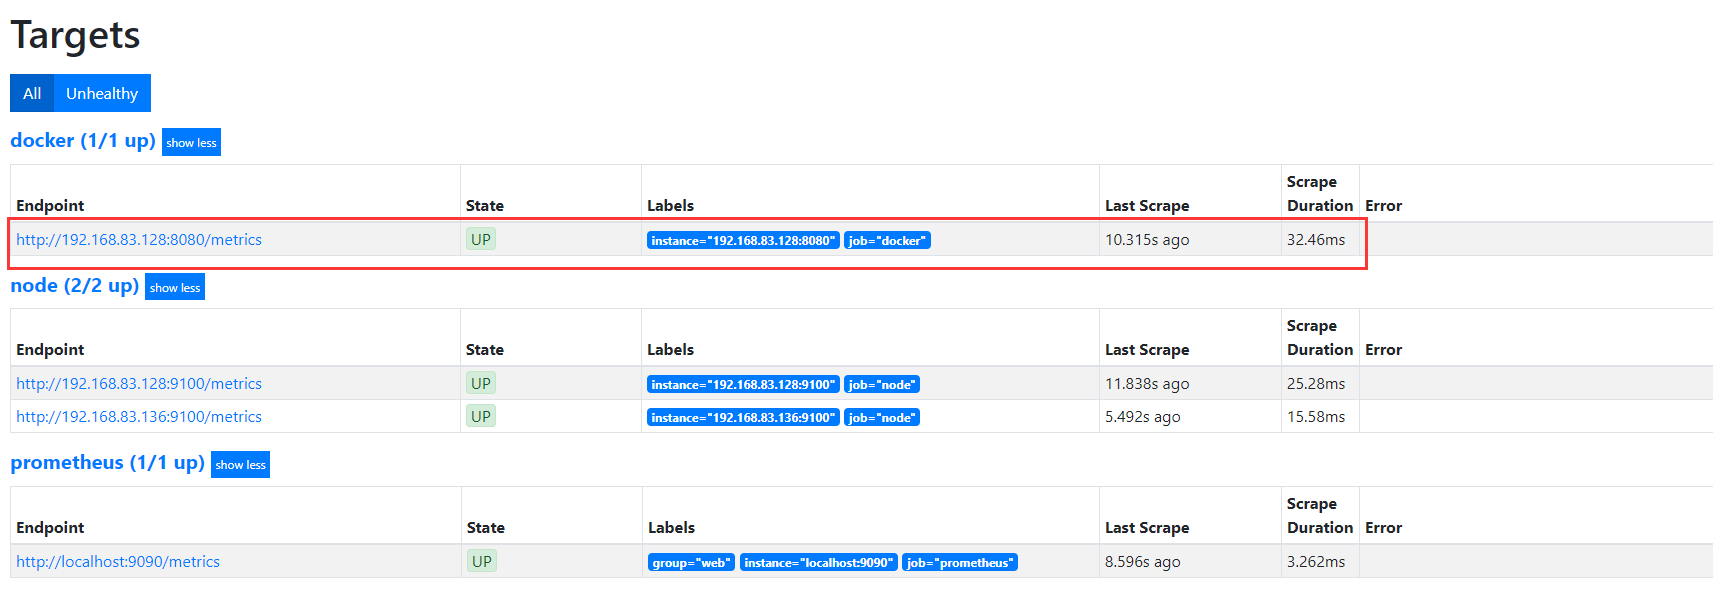 Targets
All Unhealthy
docker (1/1 up) show less
Endpoint State Labels Last Scrape Scrape Duration Error
http://192.168.83.128:8080/metrics UP instance="192.168.83.128:8080" job="docker" 10.315s ago 32.46ms
node (2/2 up) show less
Endpoint State Labels Last Scrape Scrape Duration Error
http://192.168.83.128:9100/metrics UP instance="192.168.83.128:9100" job="node" 11.838s ago 25.28ms
http://192.168.83.136:9100/metrics UP instance="192.168.83.136:9100" job="node" 5.492s ago 15.58ms
prometheus (1/1 up) show less
Endpoint State Labels Last Scrape Scrape Duration Error
http://localhost:9090/metrics UP group="web" instance="localhost:9090" job="prometheus" 8.596s ago 3.262ms